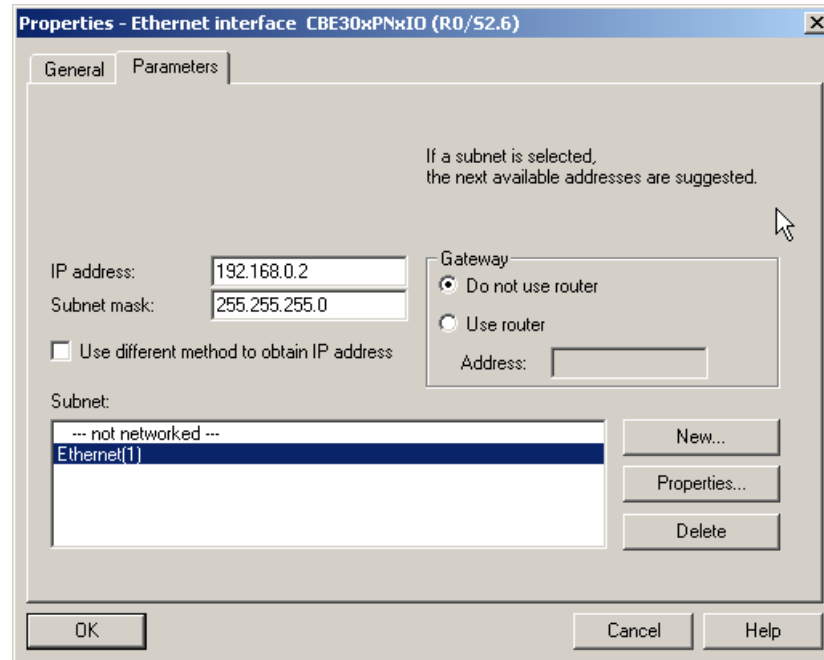 Properties - Ethernet interface CBE30xPNxIO (R0/S2.6)
General Parameters
If a subnet is selected,
the next available addresses are suggested.
IP address: 192.168.0.2
Subnet mask: 255.255.255.0
Use different method to obtain IP address
Gateway
Do not use router
Use router
Address:
Subnet:
--- not networked ---
Ethernet(1)
New...
Properties...
Delete
OK Cancel Help